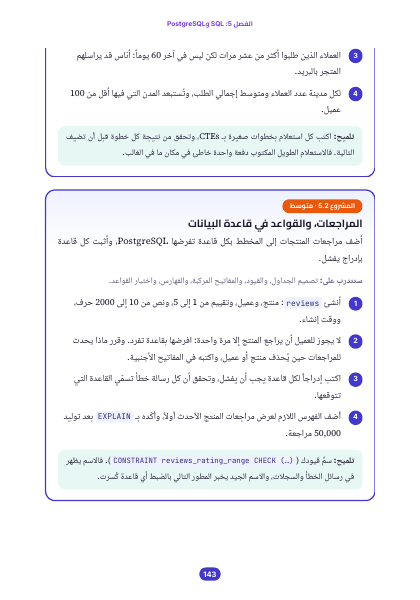 الفصل 5: SQL وPostgreSQL
3 العملاء الذين طلبوا أكثر من عشر مرات لكن ليس في آخر 60 يوماً: أناس قد يراسلهم
المتجر بالبريد.
4 لكل مدينة عدد العملاء ومتوسط إجمالي الطلب، وتُستبعد المدن التي فيها أقل من 100
عميل.
تلميح: اكتب كل استعلام بخطوات صغيرة بـ CTEs، وتحقق من نتيجة كل خطوة قبل أن تضيف
التالية. فالاستعلام الطويل المكتوب دفعة واحدة خاطئ في مكان ما في الغالب.
المشروع 5.2 · متوسط
المراجعات، والقواعد في قاعدة البيانات
أضف مراجعات المنتجات إلى المخطط بكل قاعدة تفرضها PostgreSQL، وأثبت كل قاعدة
بإدراج يفشل.
ستتدرب على: تصميم الجداول، والقيود، والمفاتيح المركبة، والفهارس، واختبار القواعد.
1 أنشئ reviews : منتج، وعميل، وتقييم من 1 إلى 5، ونص من 10 إلى 2000 حرف،
ووقت إنشاء.
2 لا يجوز للعميل أن يراجع المنتج إلا مرة واحدة: افرضها بقاعدة تفرد. وقرر ماذا يحدث
للمراجعات حين يُحذف منتج أو عميل، واكتبه في المفاتيح الأجنبية.
3 اكتب إدراجاً لكل قاعدة يجب أن يفشل، وتحقق أن كل رسالة خطأ تسمّي القاعدة التي
تتوقعها.
4 أضف الفهرس اللازم لعرض مراجعات المنتج الأحدث أولاً، وأكّده بـ EXPLAIN بعد توليد
50,000 مراجعة.
تلميح: سمِّ قيودك ( CONSTRAINT reviews_rating_range CHECK (…) ). فالاسم يظهر
في رسائل الخطأ والسجلات، والاسم الجيد يخبر المطور التالي بالضبط أي قاعدة كُسرت.
143